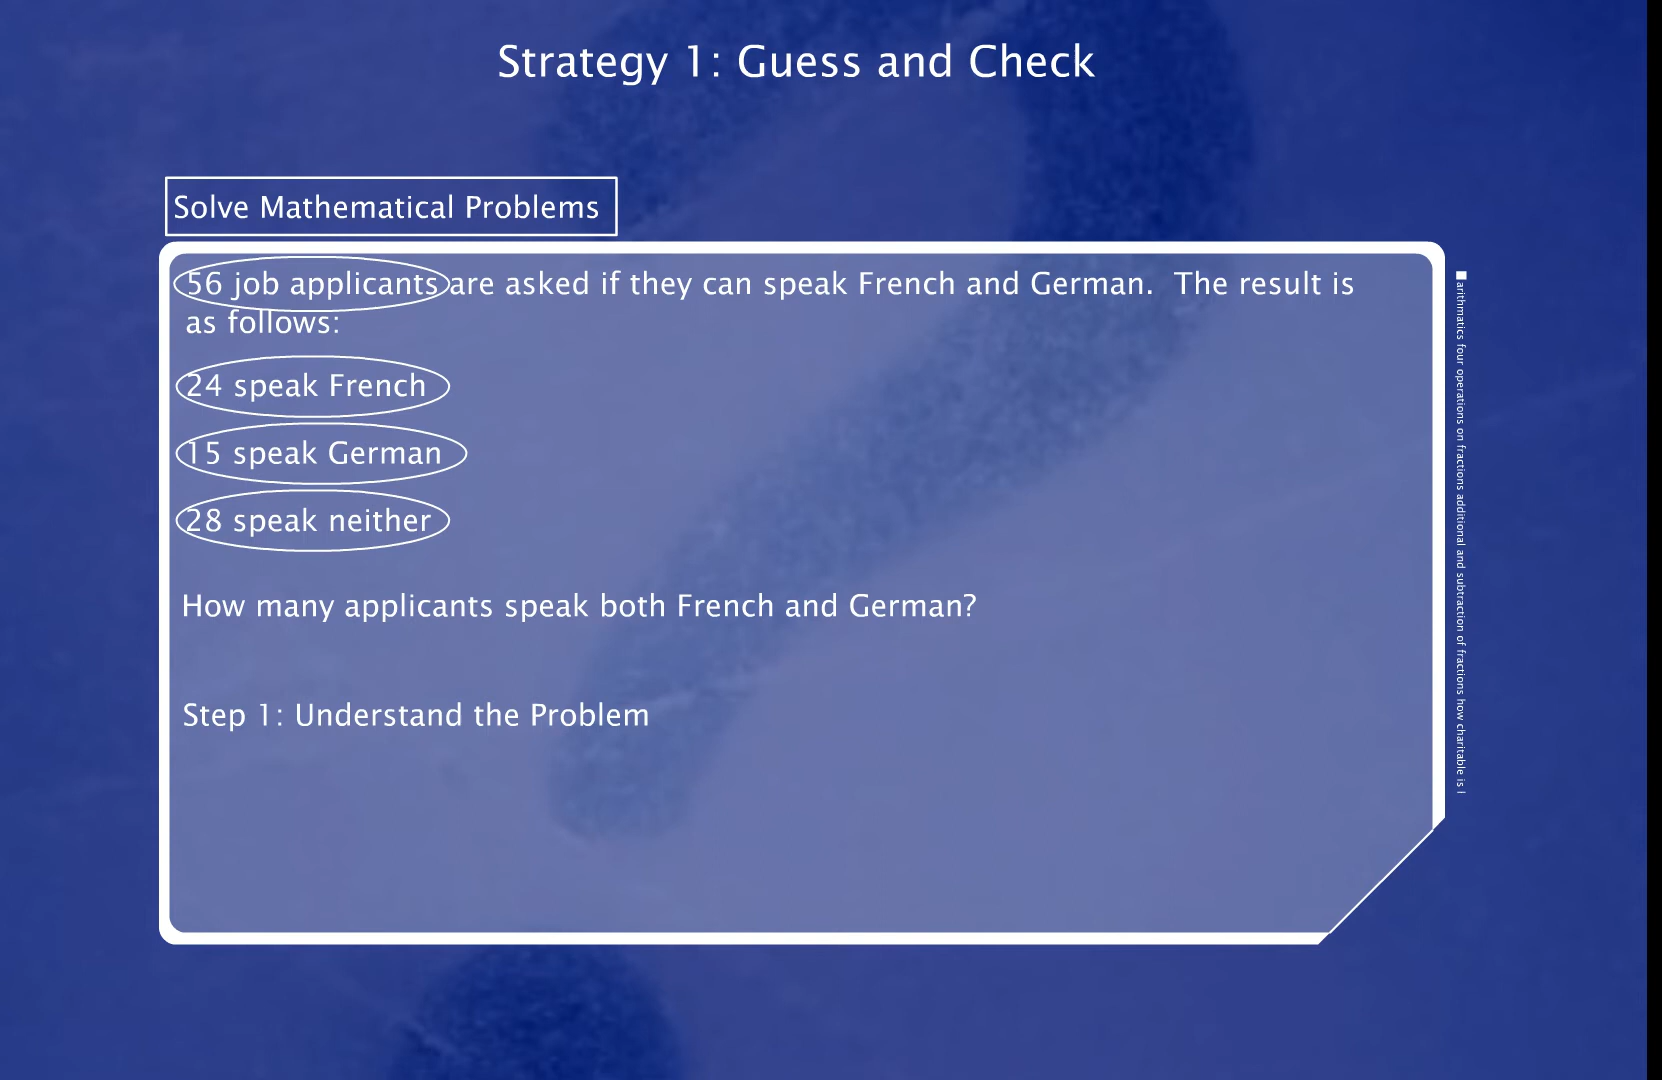 Strategy 1: Guess and Check
Solve Mathematical Problems
56 job applicants are asked if they can speak French and German. The result is
as follows:
24 speak French
15 speak German
28 speak neither
How many applicants speak both French and German?
Step 1: Understand the Problem
arithmatics four operations on fractions additional and subtraction of fractions how charitable is I